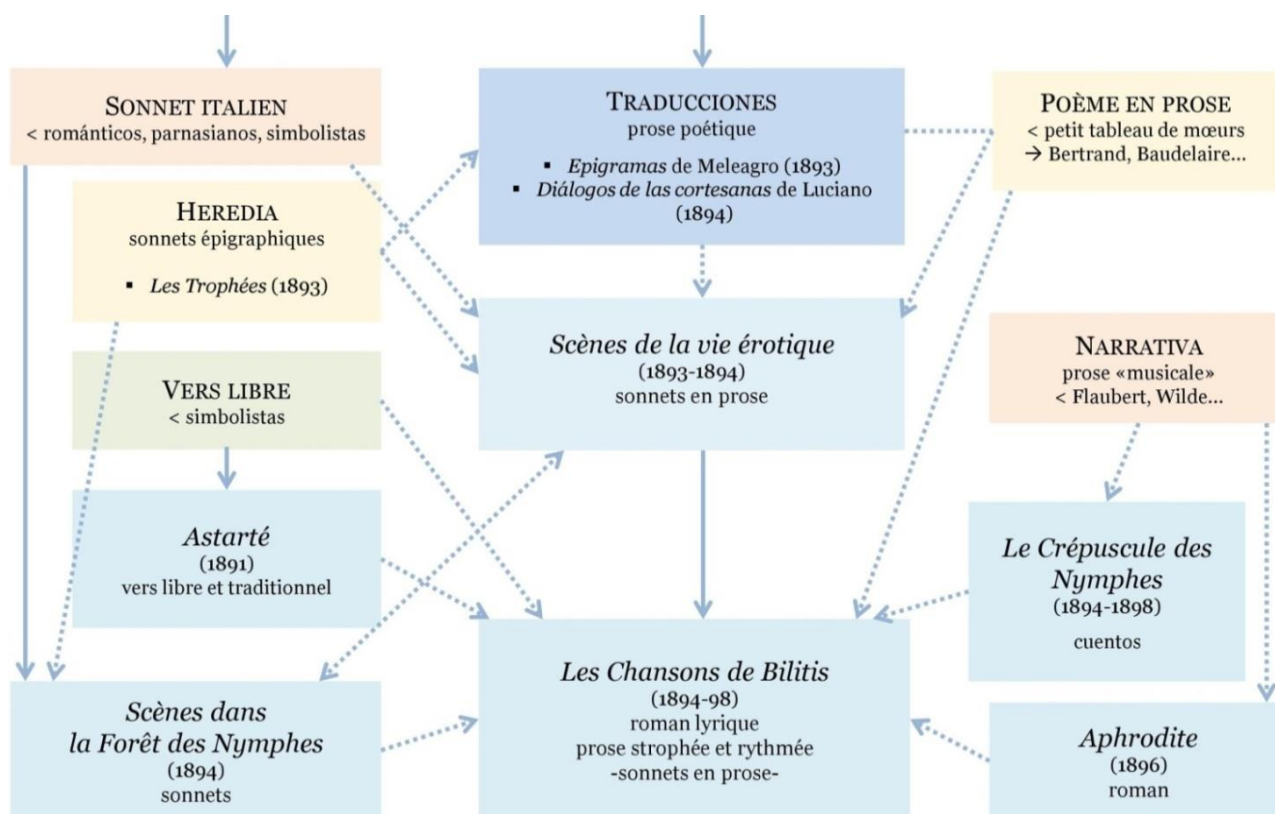 SONNET ITALIEN
< románticos, parnasianos, simbolistas
HEREDIA
sonnets épigraphiques
▪ Les Trophées (1893)
VERS LIBRE
< simbolistas
Astarté
(1891)
vers libre et traditionnel
Scènes dans
la Forêt des Nymphes
(1894)
sonnets
TRADUCCIONES
prose poétique
▪ Epigramas de Meleagro (1893)
▪ Diálogos de las cortesanas de Luciano
(1894)
Scènes de la vie érotique
(1893-1894)
sonnets en prose
Les Chansons de Bilitis
(1894-98)
roman lyrique
prose strophée et rythmée
-sonnets en prose-
POÈME EN PROSE
< petit tableau de mœurs
→ Bertrand, Baudelaire...
NARRATIVA
prose «musicale»
< Flaubert, Wilde...
Le Crépuscule des
Nymphes
(1894-1898)
cuentos
Aphrodite
(1896)
roman